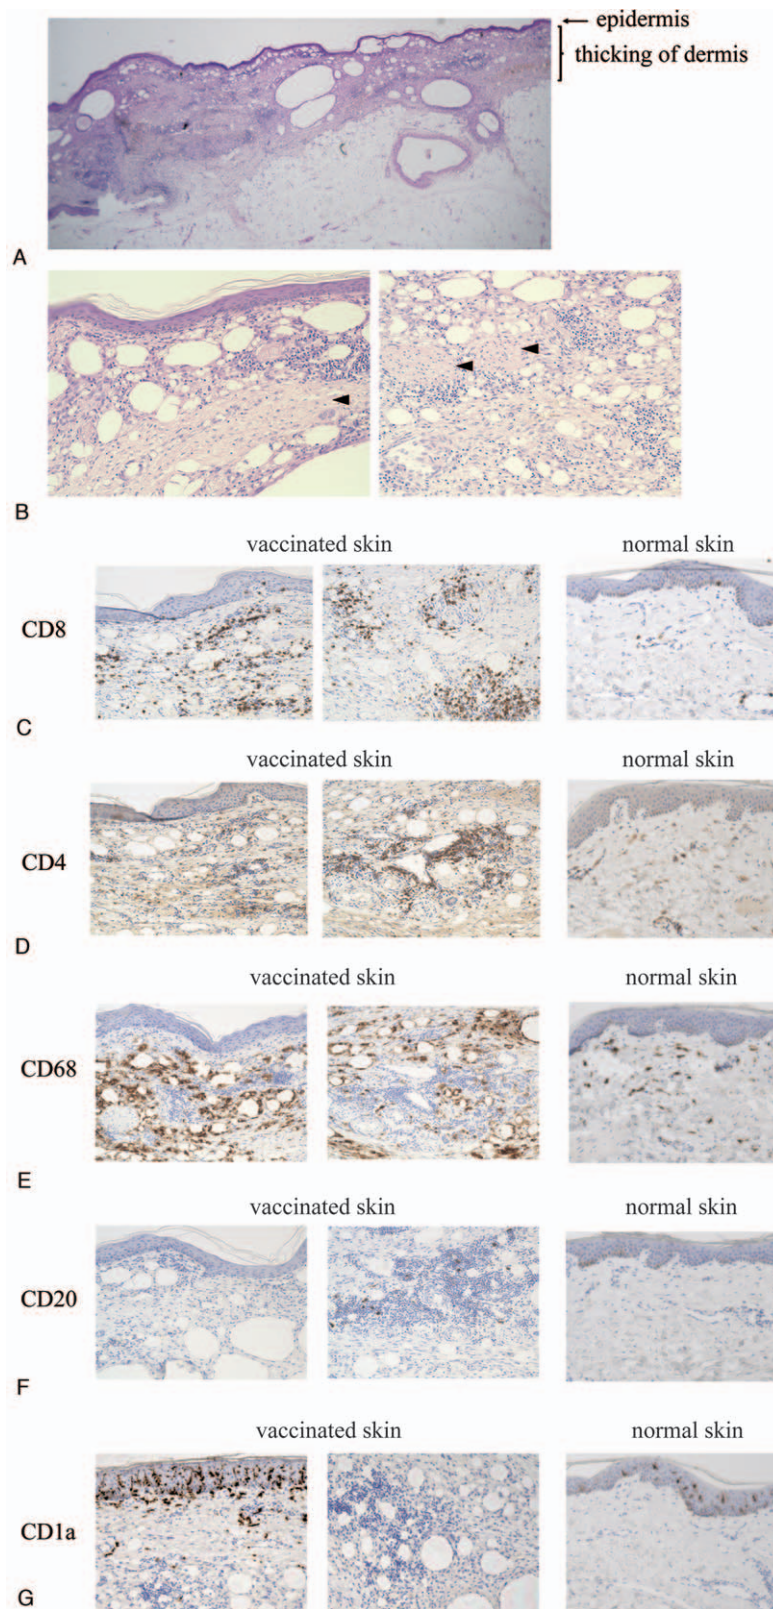 epidermis
thicking of dermis
A
B
vaccinated skin normal skin
CD8
C
vaccinated skin normal skin
CD4
D
vaccinated skin normal skin
CD68
E
vaccinated skin normal skin
CD20
F
vaccinated skin normal skin
CD1a
G